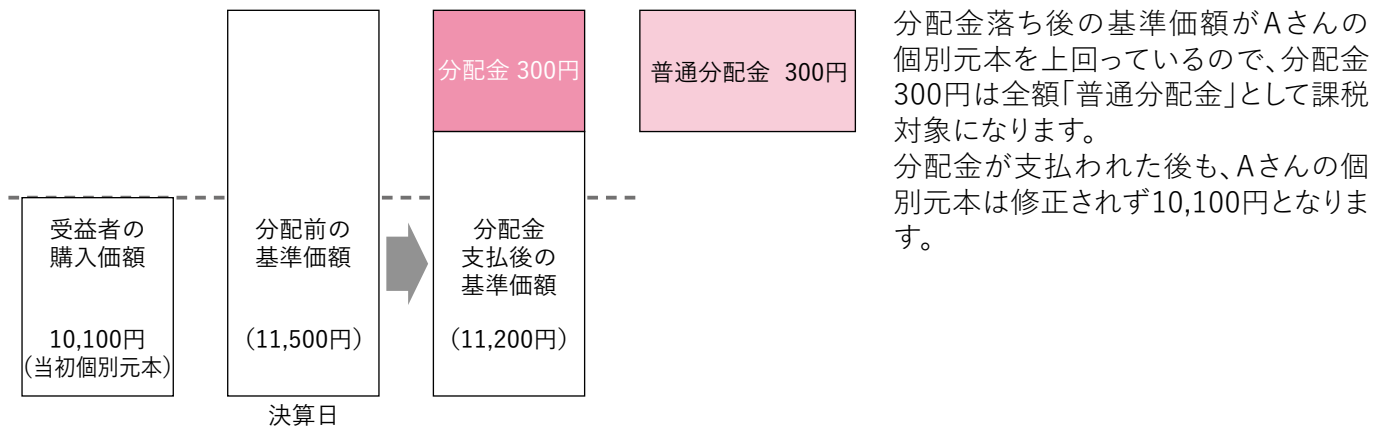 分配金 300円
普通分配金 300円
受益者の
購入価額
10,100円
(当初個別元本)
分配前の
基準価額
(11,500円)
決算日
分配金
支払後の
基準価額
(11,200円)
分配金落ち後の基準価額がAさんの
個別元本を上回っているので、分配金
300円は全額「普通分配金」として課税
対象になります。
分配金が支払われた後も、Aさんの個
別元本は修正されず10,100円となりま
す。